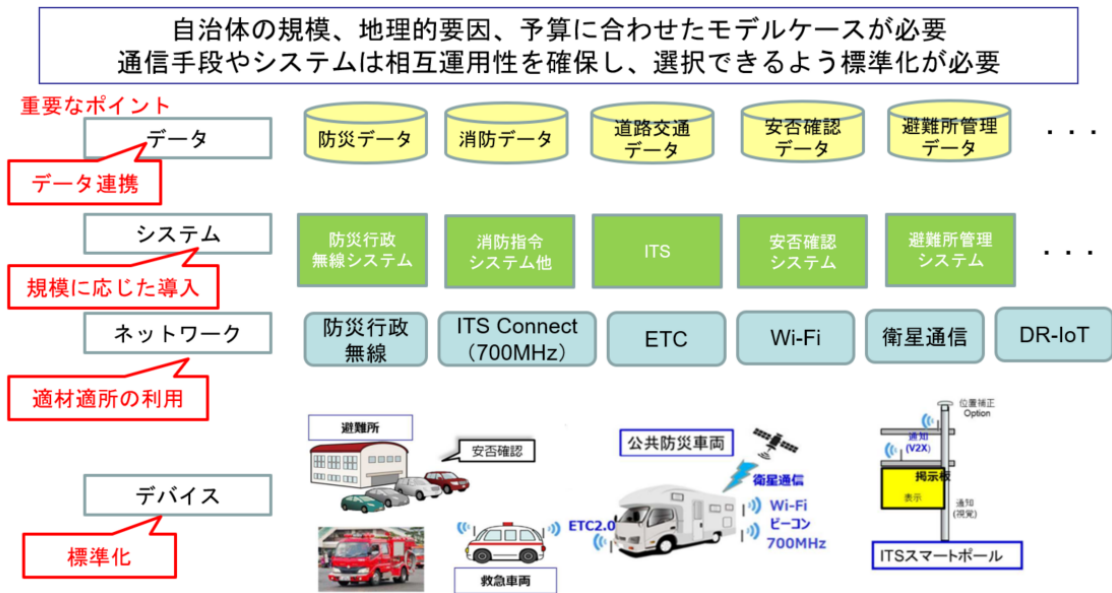 自治体の規模、地理的要因、予算に合わせたモデルケースが必要
通信手段やシステムは相互運用性を確保し、選択できるよう標準化が必要
重要なポイント
データ
データ連携
防災データ
消防データ
道路交通
データ
安否確認
データ
避難所管理
データ
・・・
システム
規模に応じた導入
防災行政
無線システム
消防指令
システム他
ITS
安否確認
システム
避難所管理
システム
・・・
ネットワーク
適材適所の利用
防災行政
無線
ITS Connect
（700MHz）
ETC
Wi-Fi
衛星通信
DR-IoT
デバイス
標準化
避難所
安否確認
救急車両
ETC2.0
公共防災車両
衛星通信
Wi-Fi
ビーコン
700MHz
位置補正
Option
通知
(V2X)
掲示板
表示
通知
(視覚)
ITSスマートポール